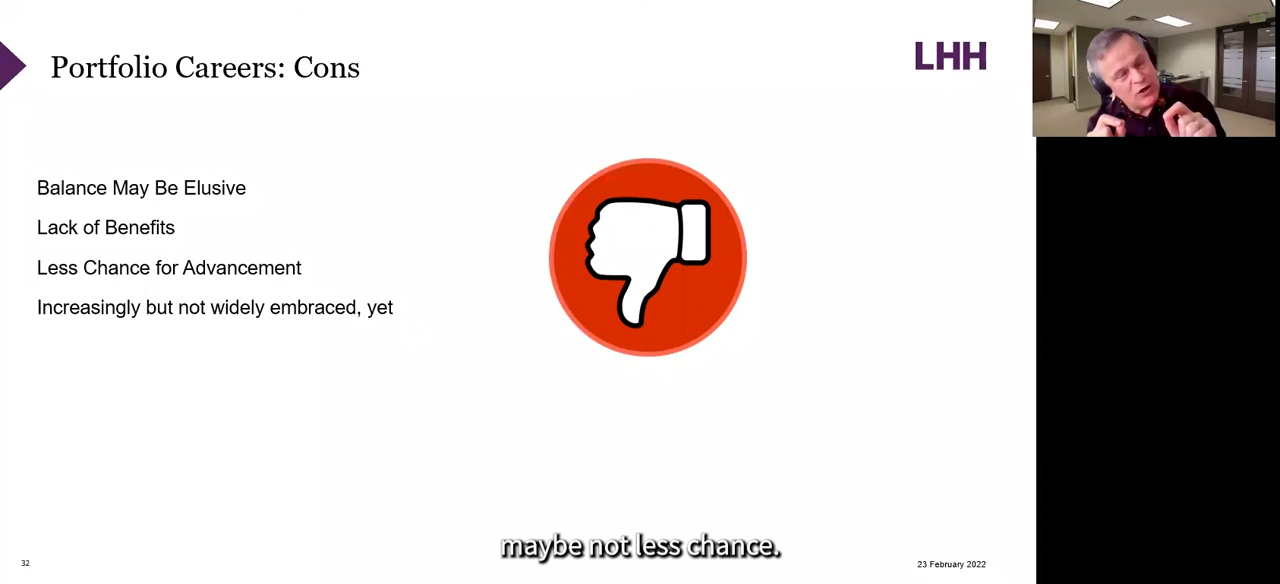 Portfolio Careers: Cons
LHH
Balance May Be Elusive
Lack of Benefits
Less Chance for Advancement
Increasingly but not widely embraced, yet
maybe not less chance.
32
23 February 2022